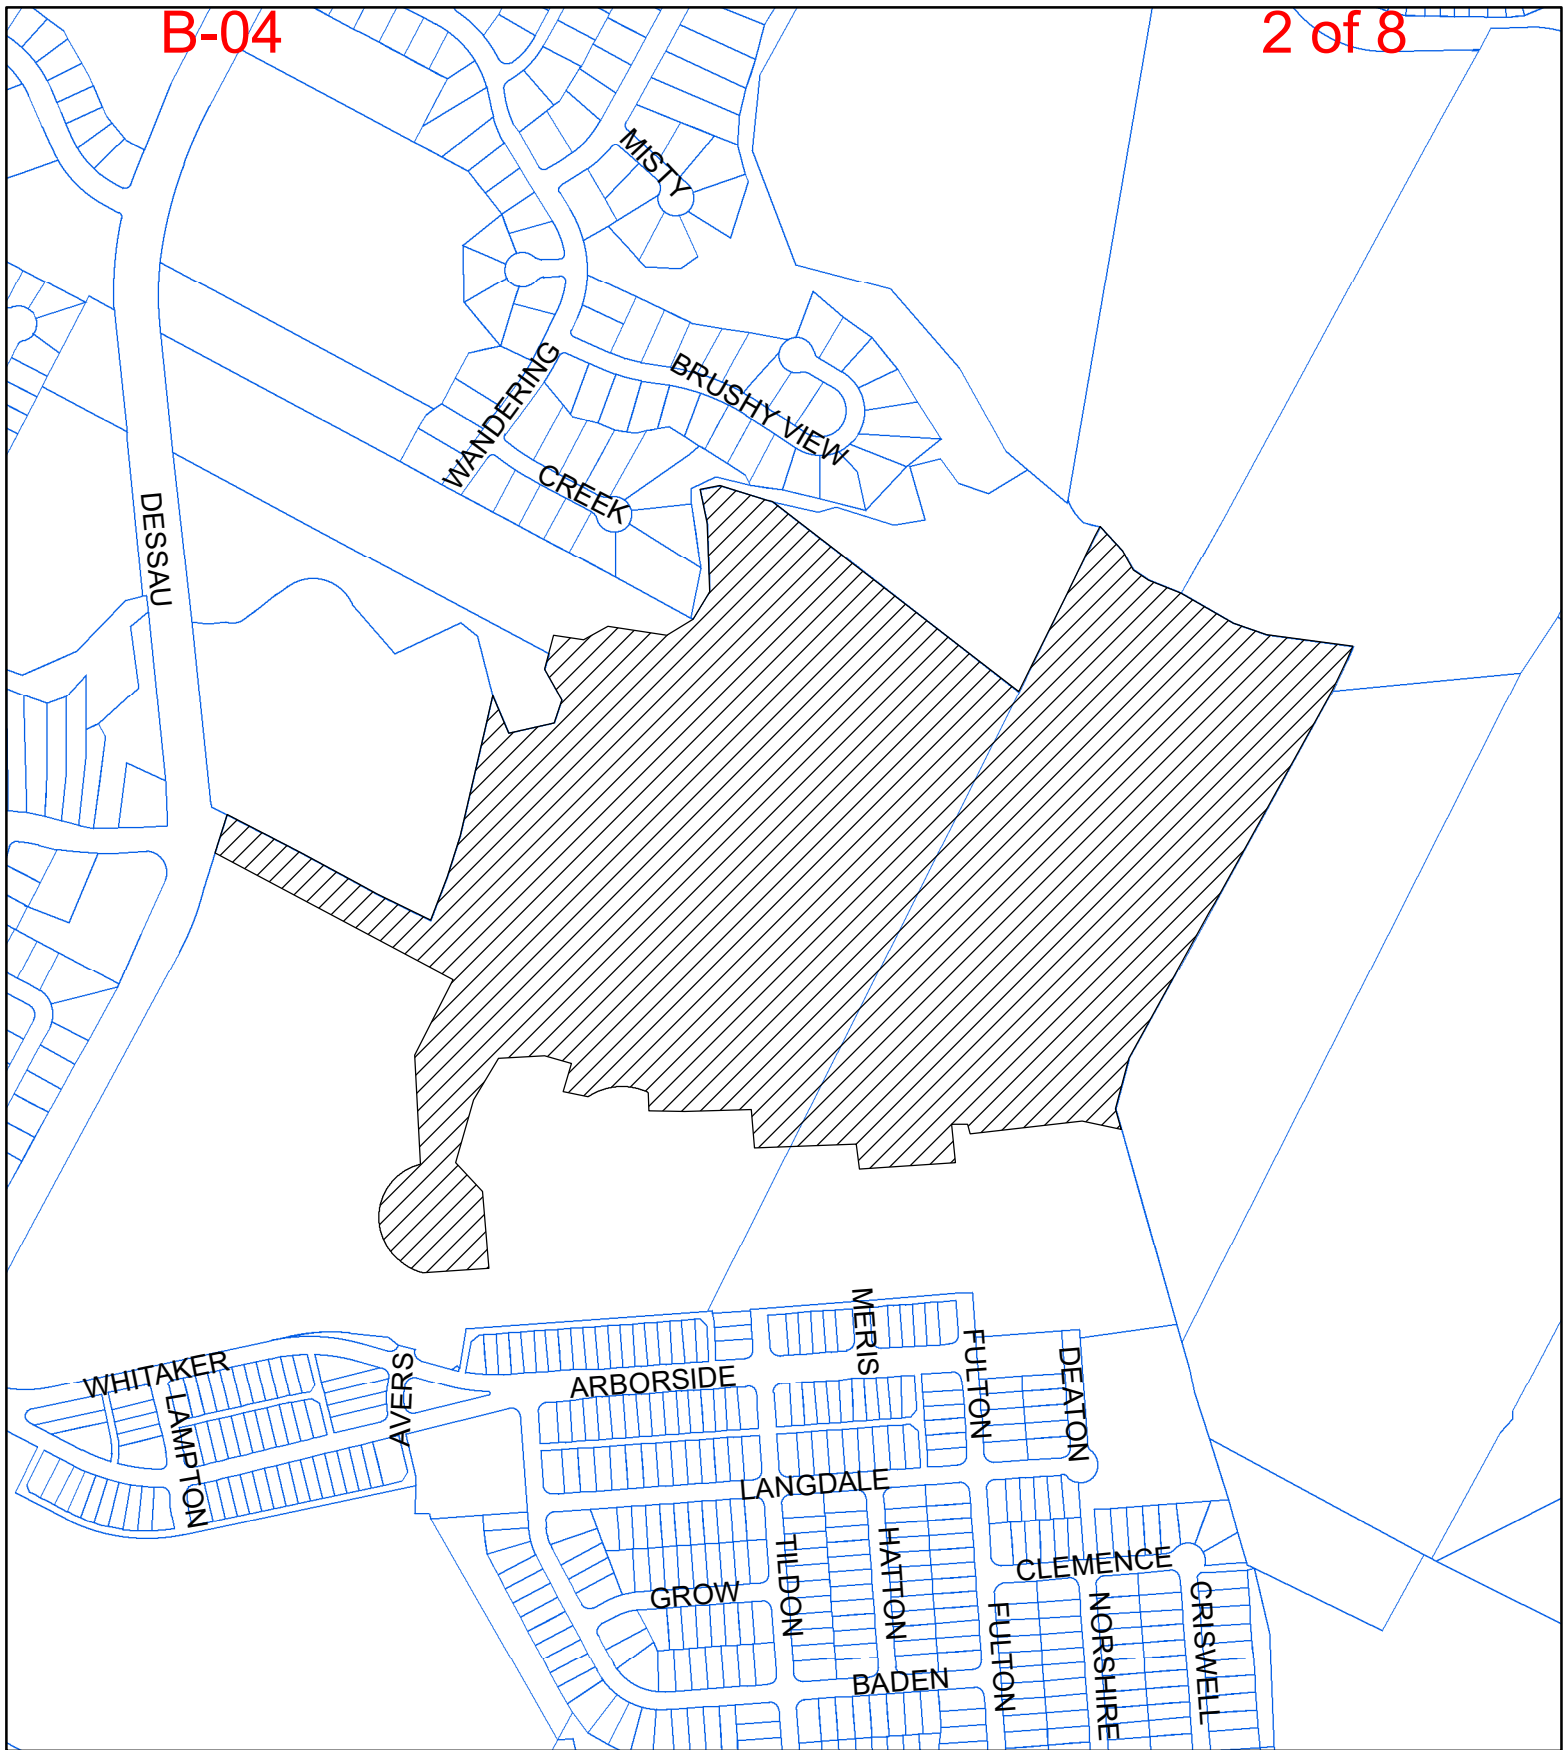 B-04
2 of 8
MISTY
BRUSHY VIEW
WANDERING
CREEK
DESSAU
MERIS
FULTON
DEATON
WHITAKER
AVERS
ARBORSIDE
LAMPTON
LANGDALE
TILDON
HATTON
CLEMENCE
GROW
FULTON
NORSHIRE
CRISWELL
BADEN